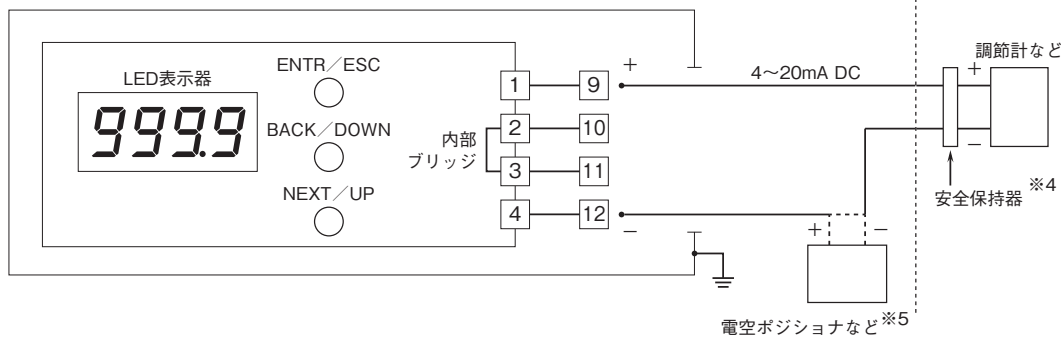 LED表示器
999.9
ENTR／ESC
BACK／DOWN
NEXT／UP
内部
ブリッジ
1
2
3
4
9
10
11
12
+
−
4～20mA DC
+
−
電空ポジショナなど※5
調節計など
+
−
※4
安全保持器